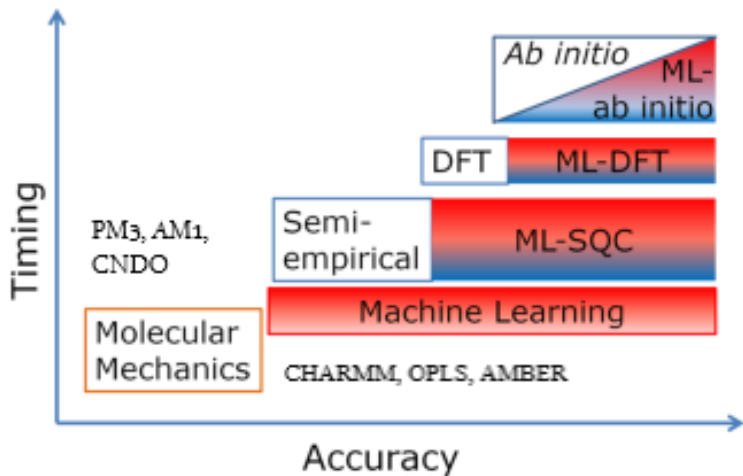 Ab initio
ML-
ab initio
DFT
ML-DFT
Semi-
empirical
ML-SQC
PM3, AM1,
CNDO
Machine Learning
Molecular
Mechanics
CHARMM, OPLS, AMBER
Timing
Accuracy